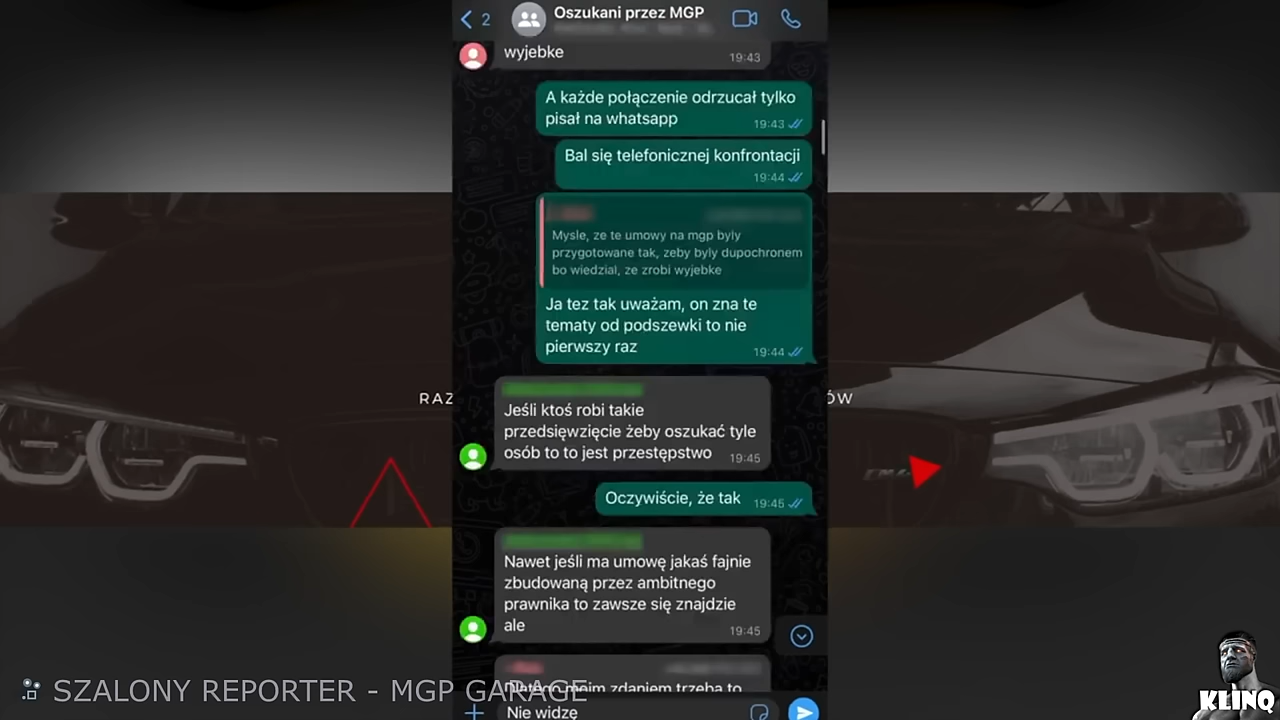 2
Oszukani przez MGP
wyjebke
19:43
A każde połączenie odrzucał tylko
pisał na whatsapp
19:43
Bal się telefonicznej konfrontacji
19:44
Mysle, ze te umowy na mgp byly
przygotowane tak, zeby byly dupochronem
bo wiedzial, ze zrobi wyjebke
Ja tez tak uważam, on zna te
tematy od podszewki to nie
pierwszy raz
19:44
RAZ
ÓW
Jeśli ktoś robi takie
przedsięwzięcie żeby oszukać tyle
osób to to jest przestępstwo
19:45
Oczywiście, że tak
19:45
Nawet jeśli ma umowę jakaś fajnie
zbudowaną przez ambitnego
prawnika to zawsze się znajdzie
ale
19:45
Dlatego moim zdaniem trzeba to
SZALONY REPORTER - MGP GARAGE
Nie widzę
KLINQ